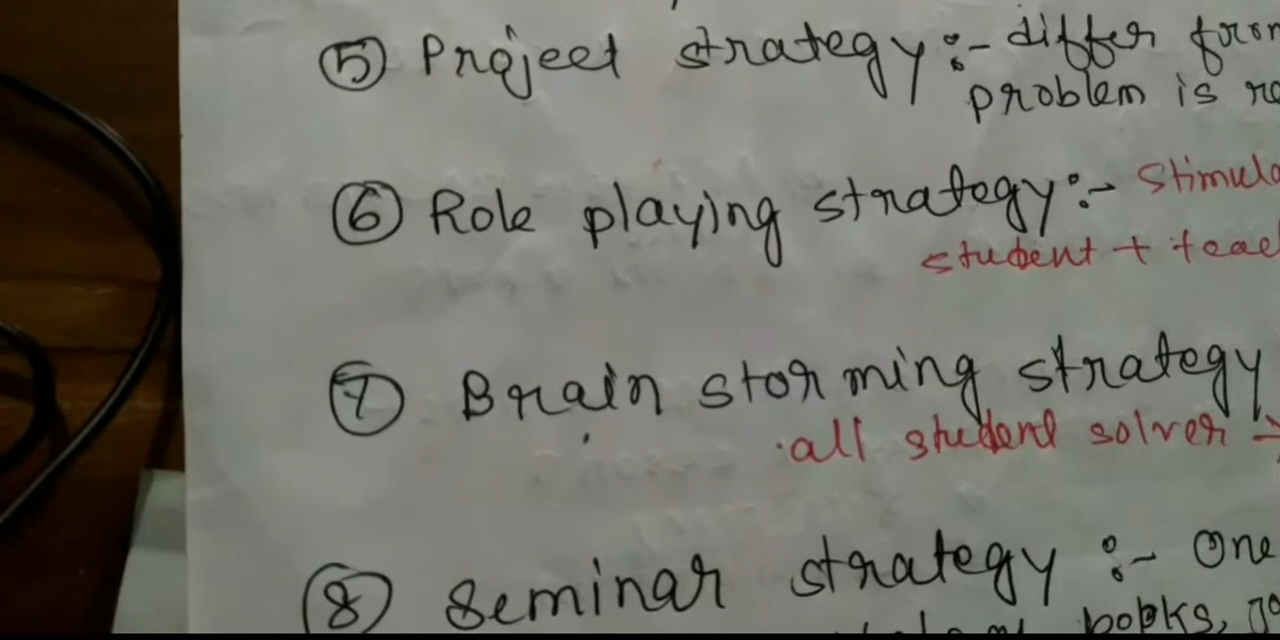 ⑤ Project strategy :- differ from
problem is
⑥ Role playing strategy :-
student +
⑦ Brain storming strategy
all student solver →
⑧ Seminar strategy :- One
books,